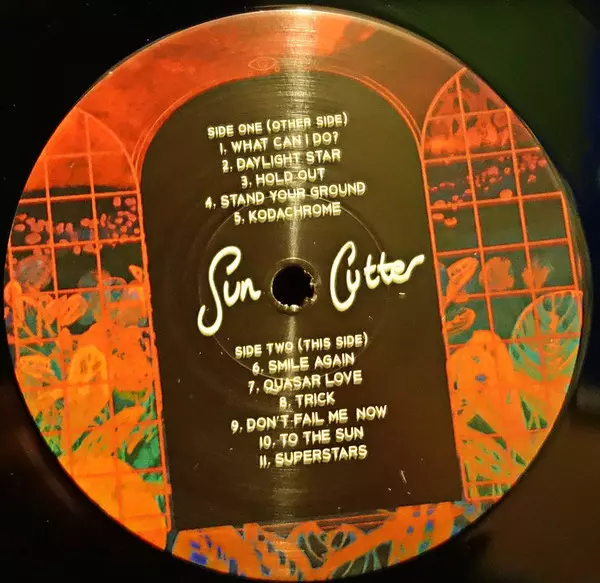 SIDE ONE (OTHER SIDE)
1. WHAT CAN I DO?
2. DAYLIGHT STAR
3. HOLD OUT
4. STAND YOUR GROUND
5. KODACHROME
Sun Cutter
SIDE TWO (THIS SIDE)
6. SMILE AGAIN
7. QUASAR LOVE
8. TRICK
9. DON'T FAIL ME NOW
10. TO THE SUN
11. SUPERSTARS